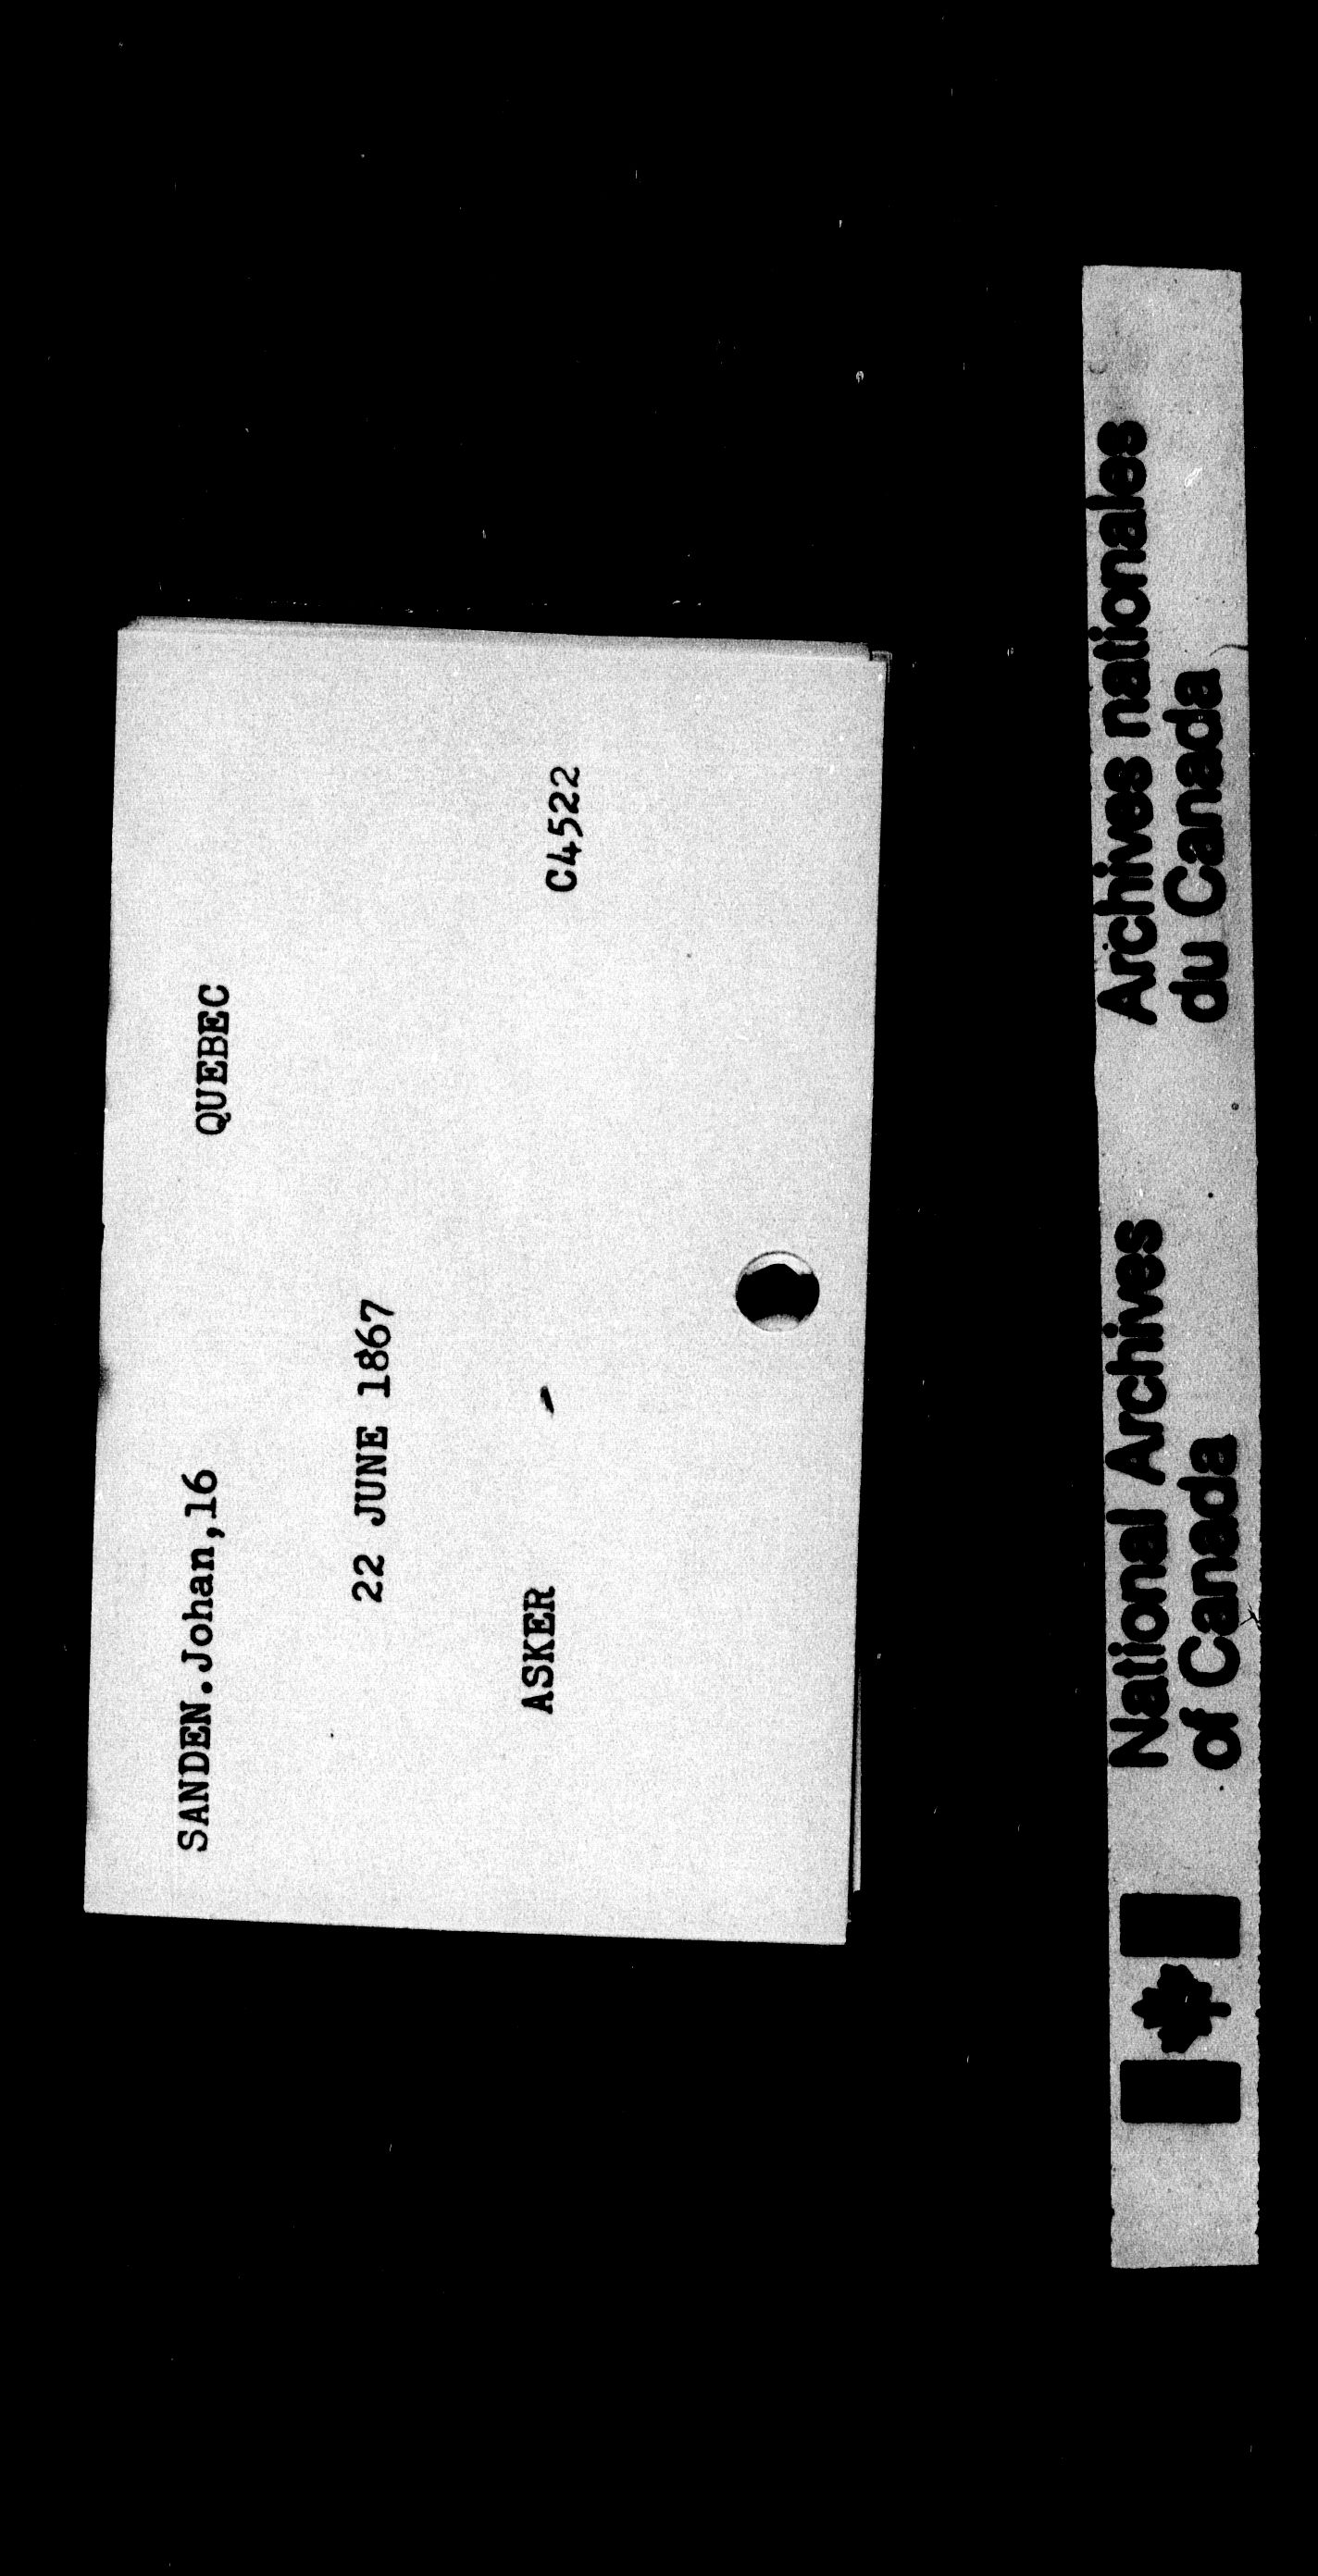 SANDEN.Johan,16 QUEBEC
22 JUNE 1867
ASKER C4522
National Archives
of Canada
Archives nationales
du Canada